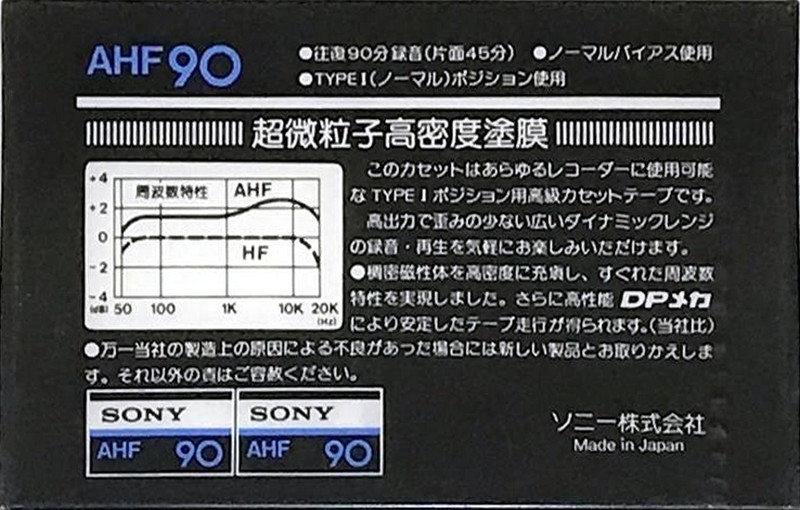 AHF90
●往復90分録音(片面45分) ●ノーマルバイアス使用
●TYPE I(ノーマル)ポジション使用
超微粒子高密度塗膜
+4
+2
0
-2
-4
(dB) 50 100 1K 10K 20K
(Hz)
周波数特性 AHF
HF
このカセットはあらゆるレコーダーに使用可能
な TYPE I ポジション用高級カセットテープです。
高出力で歪みの少ない広いダイナミックレンジ
の録音・再生を気軽にお楽しみいただけます。
●稠密磁性体を高密度に充塡し、すぐれた周波数
特性を実現しました。さらに高性能 DPメカ
により安定したテープ走行が得られます。(当社比)
●万一当社の製造上の原因による不良があった場合には新しい製品とお取りかえしま
す。それ以外の責はご容赦ください。
SONY
AHF 90
SONY
AHF 90
ソニー株式会社
Made in Japan